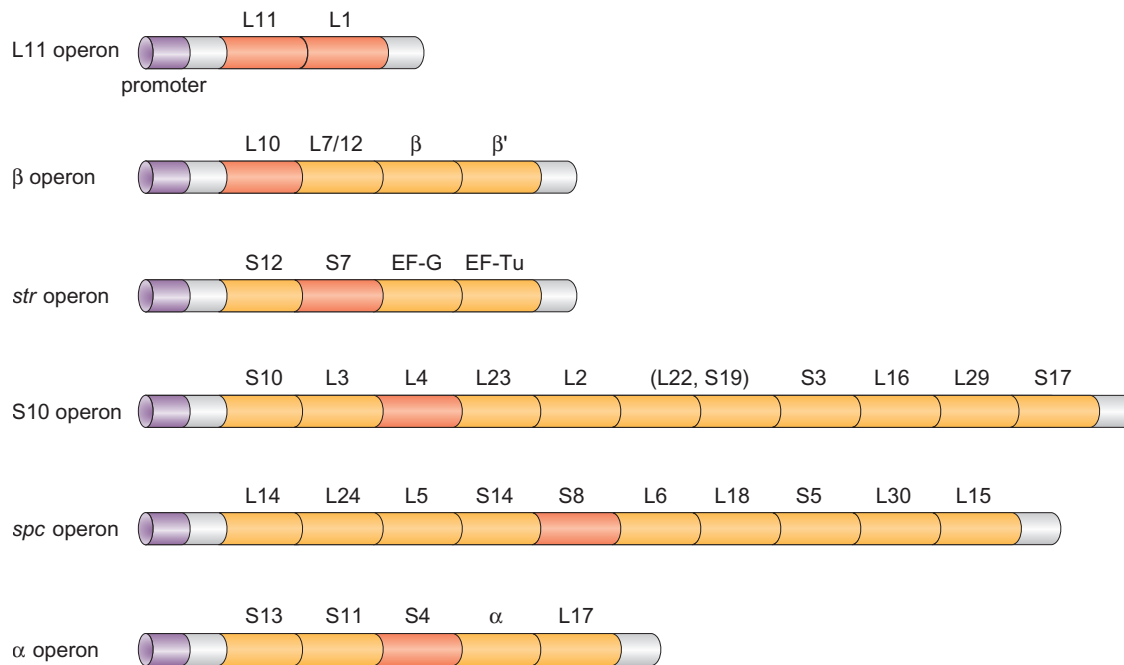 L11 L1
L11 operon
promoter
L10 L7/12 β β'
β operon
S12 S7 EF-G EF-Tu
str operon
S10 L3 L4 L23 L2 (L22, S19) S3 L16 L29 S17
S10 operon
L14 L24 L5 S14 S8 L6 L18 S5 L30 L15
spc operon
S13 S11 S4 α L17
α operon